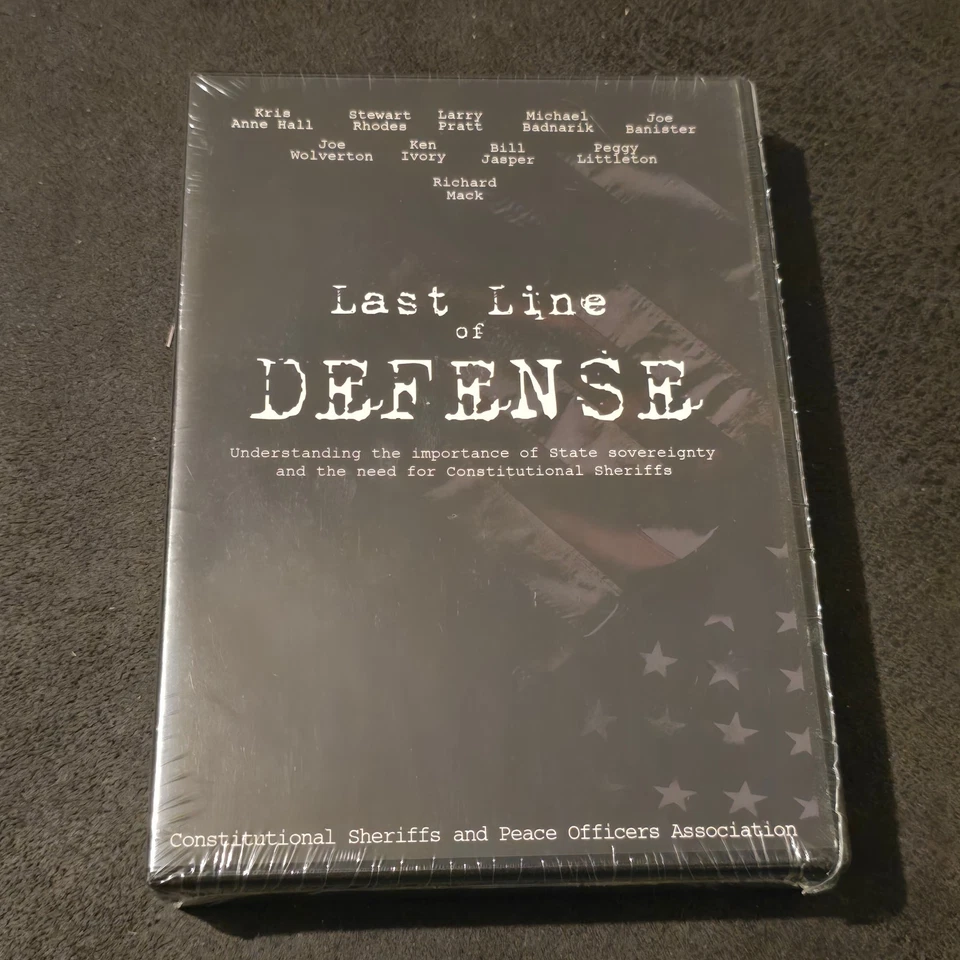 Kris Stewart Larry Michael Joe
Anne Hall Rhodes Pratt Badnarik Banister
Joe Ken Bill Peggy
Wolverton Ivory Jasper Littleton
Richard
Mack
Last Line
of
DEFENSE
Understanding the importance of State sovereignty
and the need for Constitutional Sheriffs
Constitutional Sheriffs and Peace Officers Association